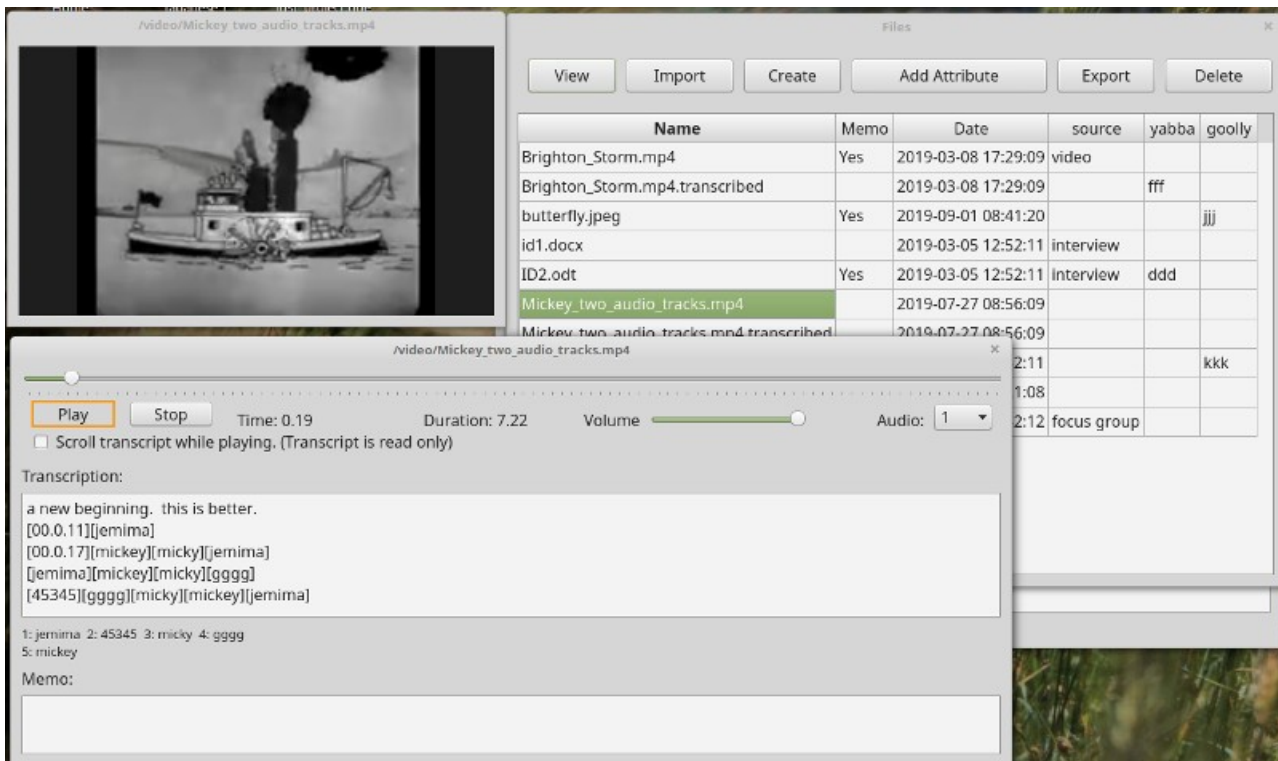 /video/Mickey_two_audio_tracks.mp4
Files
View Import Create Add Attribute Export Delete
Name Memo Date source yabba goolly
Brighton_Storm.mp4 Yes 2019-03-08 17:29:09 video
Brighton_Storm.mp4.transcribed 2019-03-08 17:29:09 fff
butterfly.jpeg Yes 2019-09-01 08:41:20 jjj
id1.docx 2019-03-05 12:52:11 interview
ID2.odt Yes 2019-03-05 12:52:11 interview ddd
Mickey_two_audio_tracks.mp4 2019-07-27 08:56:09
Mickey_two_audio_tracks.mp4.transcribed 2019-07-27 08:56:09
2:11 kkk
1:08
2:12 focus group
/video/Mickey_two_audio_tracks.mp4
Play Stop Time: 0.19 Duration: 7.22 Volume Audio: 1
Scroll transcript while playing. (Transcript is read only)
Transcription:
a new beginning. this is better.
[00.0.11][jemima]
[00.0.17][mickey][micky][jemima]
[jemima][mickey][micky][gggg]
[45345][gggg][micky][mickey][jemima]
1: jemima 2: 45345 3: micky 4: gggg
5: mickey
Memo: